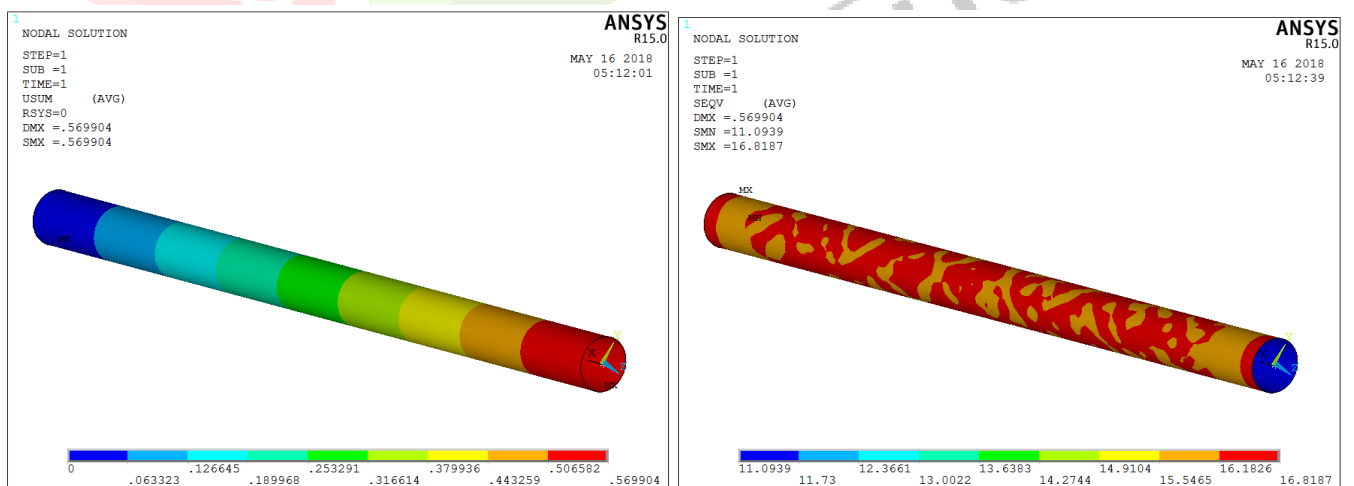 1
NODAL SOLUTION
STEP=1
SUB =1
TIME=1
USUM (AVG)
RSYS=0
DMX =.569904
SMX =.569904
ANSYS
R15.0
MAY 16 2018
05:12:01
MN
X
Y
Z
MX
0 .126645 .253291 .379936 .506582
.063323 .189968 .316614 .443259 .569904
1
NODAL SOLUTION
STEP=1
SUB =1
TIME=1
SEQV (AVG)
DMX =.569904
SMN =11.0939
SMX =16.8187
ANSYS
R15.0
MAY 16 2018
05:12:39
MX
MN
X
Y
Z
11.0939 12.3661 13.6383 14.9104 16.1826
11.73 13.0022 14.2744 15.5465 16.8187